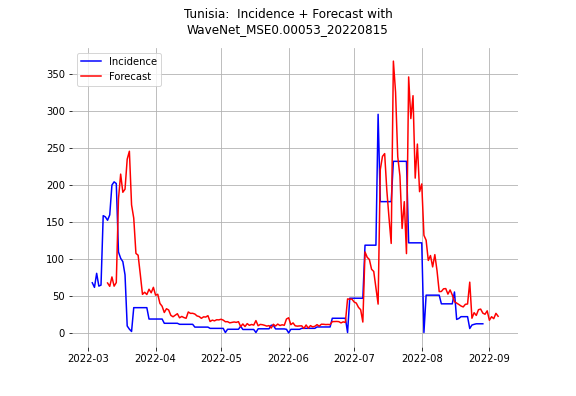 Tunisia:  Incidence + Forecast with
WaveNet_MSE0.00053_20220815
Incidence
Forecast
350
300
250
200
150
100
50
0
2022-03 2022-04 2022-05 2022-06 2022-07 2022-08 2022-09